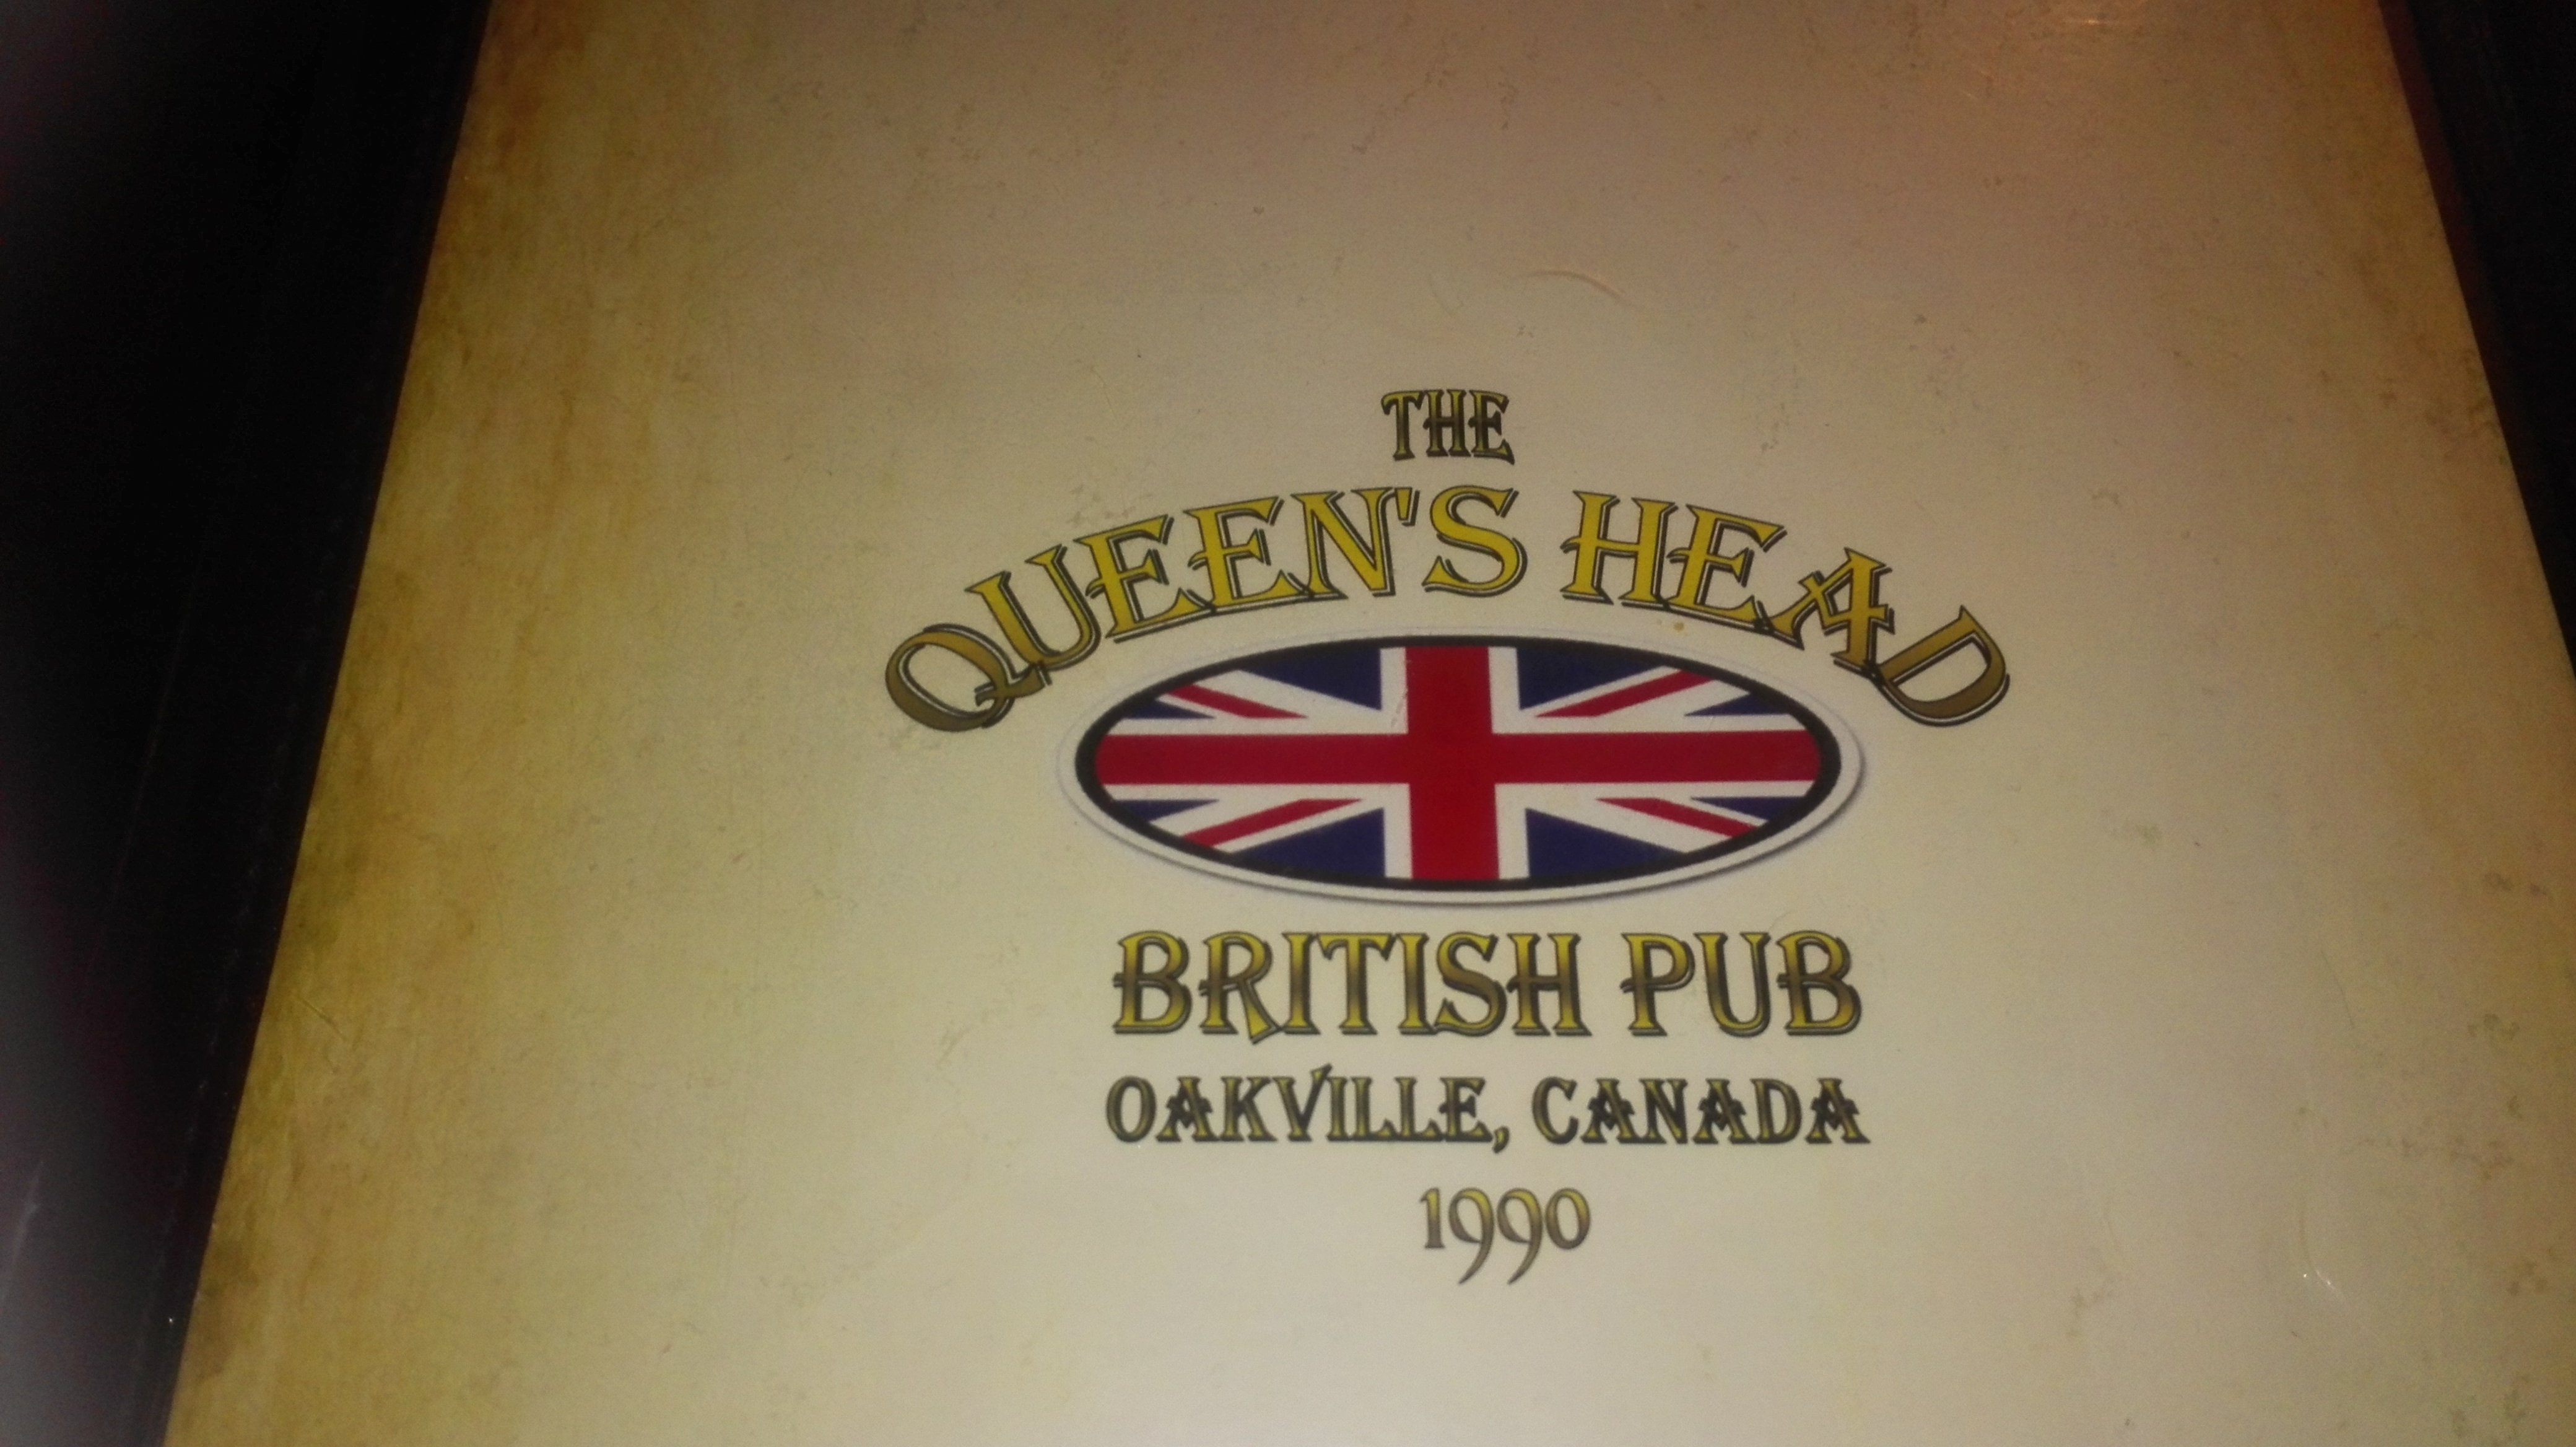 THE
QUEEN'S HEAD
BRITISH PUB
OAKVILLE, CANADA
1990